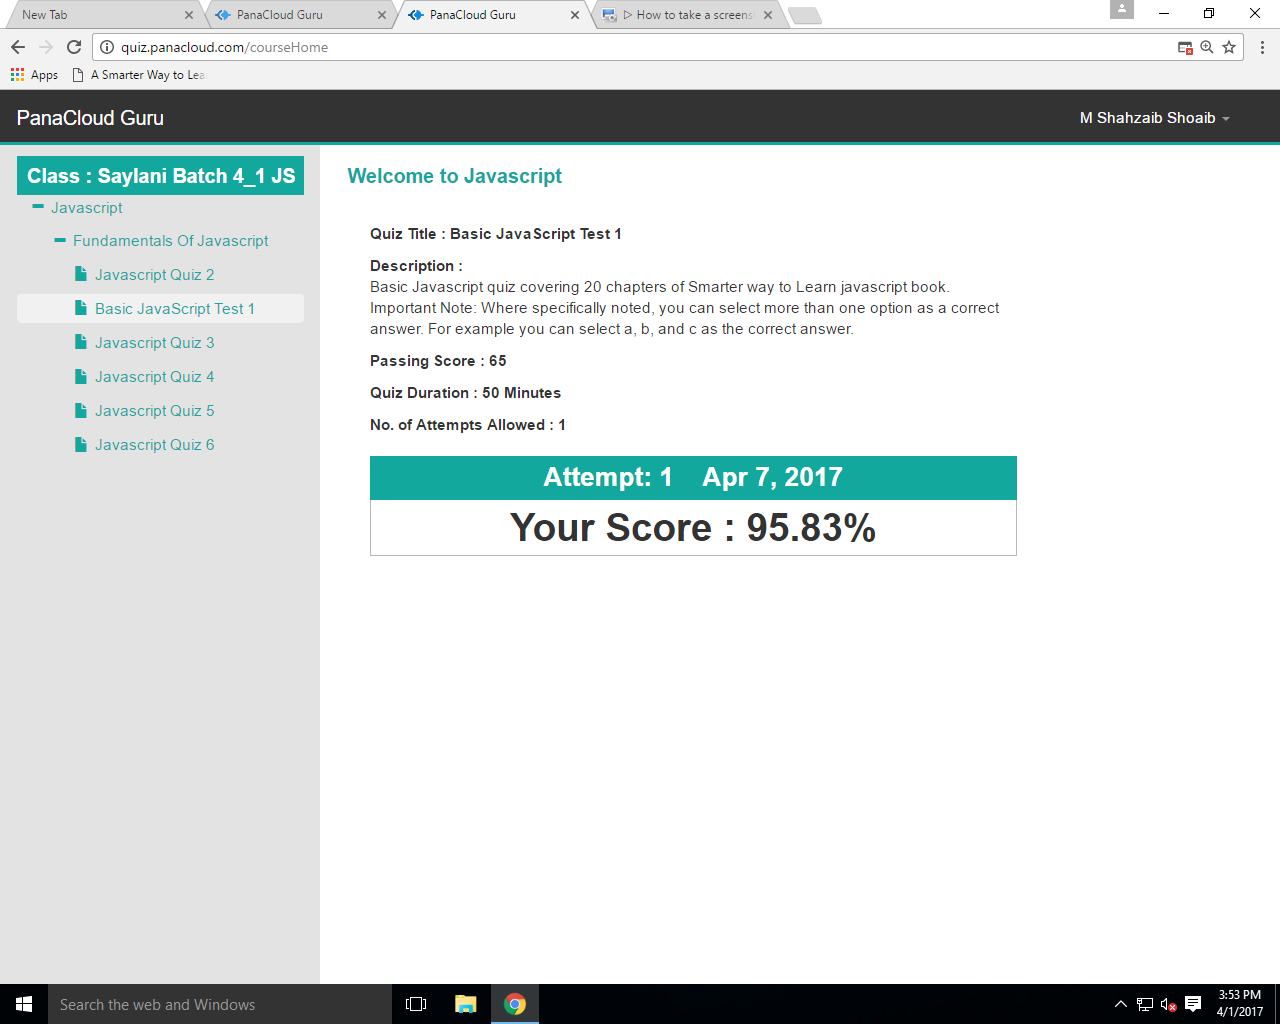 New Tab
PanaCloud Guru
PanaCloud Guru
How to take a screens
quiz.panacloud.com/courseHome
Apps
A Smarter Way to Lea
PanaCloud Guru
M Shahzaib Shoaib
Class : Saylani Batch 4_1 JS
Javascript
Fundamentals Of Javascript
Javascript Quiz 2
Basic JavaScript Test 1
Javascript Quiz 3
Javascript Quiz 4
Javascript Quiz 5
Javascript Quiz 6
Welcome to Javascript
Quiz Title : Basic JavaScript Test 1
Description :
Basic Javascript quiz covering 20 chapters of Smarter way to Learn javascript book.
Important Note: Where specifically noted, you can select more than one option as a correct
answer. For example you can select a, b, and c as the correct answer.
Passing Score : 65
Quiz Duration : 50 Minutes
No. of Attempts Allowed : 1
Attempt: 1 Apr 7, 2017
Your Score : 95.83%
Search the web and Windows
3:53 PM
4/1/2017